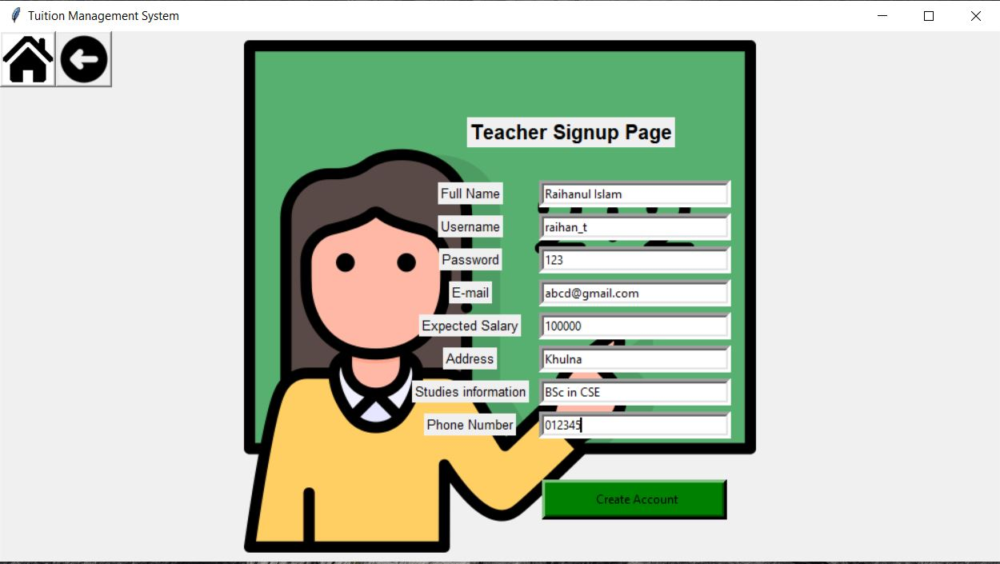 Tuition Management System
Teacher Signup Page
Full Name Raihanul Islam
Username raihan_t
Password 123
E-mail abcd@gmail.com
Expected Salary 100000
Address Khulna
Studies information BSc in CSE
Phone Number 012345
Create Account